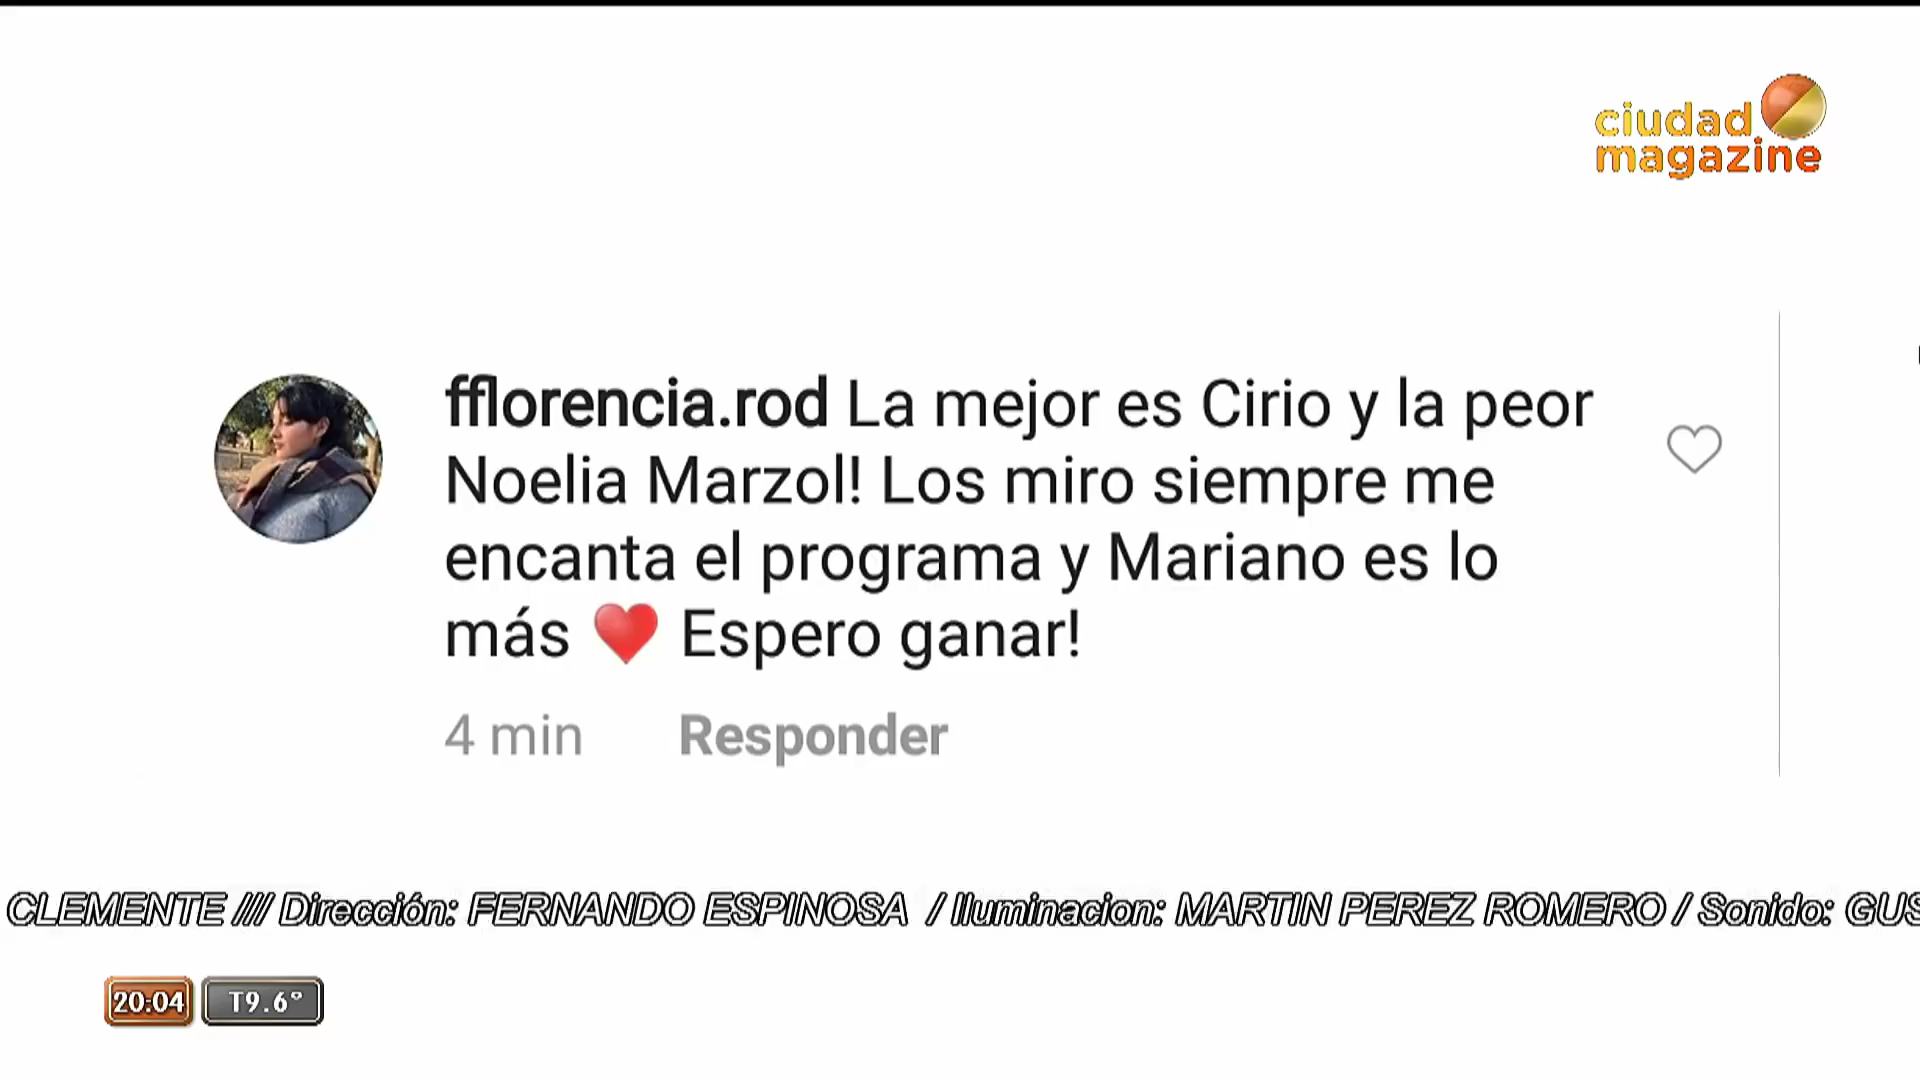 ciudad
magazine
fflorencia.rod La mejor es Cirio y la peor
Noelia Marzol! Los miro siempre me
encanta el programa y Mariano es lo
más ❤️ Espero ganar!
4 min Responder
CLEMENTE /// Dirección: FERNANDO ESPINOSA / Iluminacion: MARTIN PEREZ ROMERO / Sonido: GUS
20:04 T9.6°